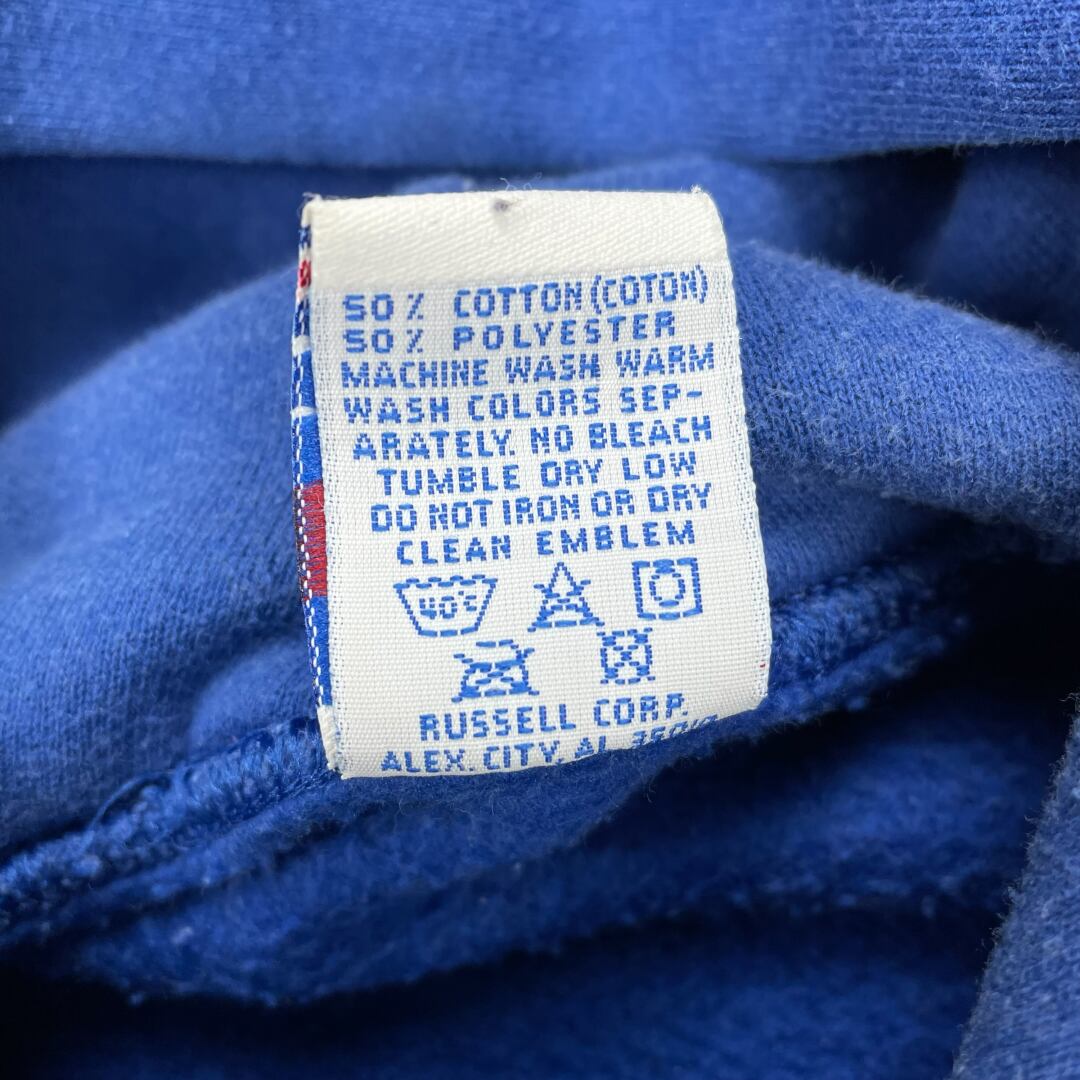 50 % COTTON (COTON)
50 % POLYESTER
MACHINE WASH WARM
WASH COLORS SEP-
ARATELY. NO BLEACH
TUMBLE DRY LOW
DO NOT IRON OR DRY
CLEAN EMBLEM
40°C
RUSSELL CORP.
ALEX. CITY, AL